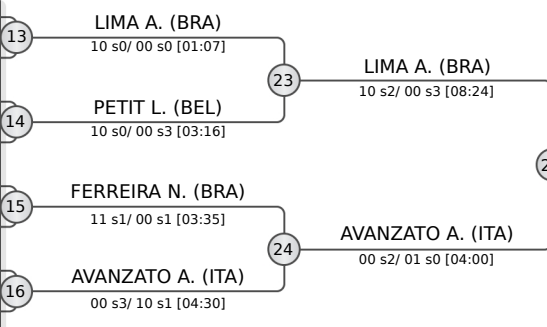 LIMA A. (BRA)
13
10 s0/ 00 s0 [01:07]
23
LIMA A. (BRA)
10 s2/ 00 s3 [08:24]
PETIT L. (BEL)
14
10 s0/ 00 s3 [03:16]
FERREIRA N. (BRA)
15
11 s1/ 00 s1 [03:35]
24
AVANZATO A. (ITA)
00 s2/ 01 s0 [04:00]
AVANZATO A. (ITA)
16
00 s3/ 10 s1 [04:30]